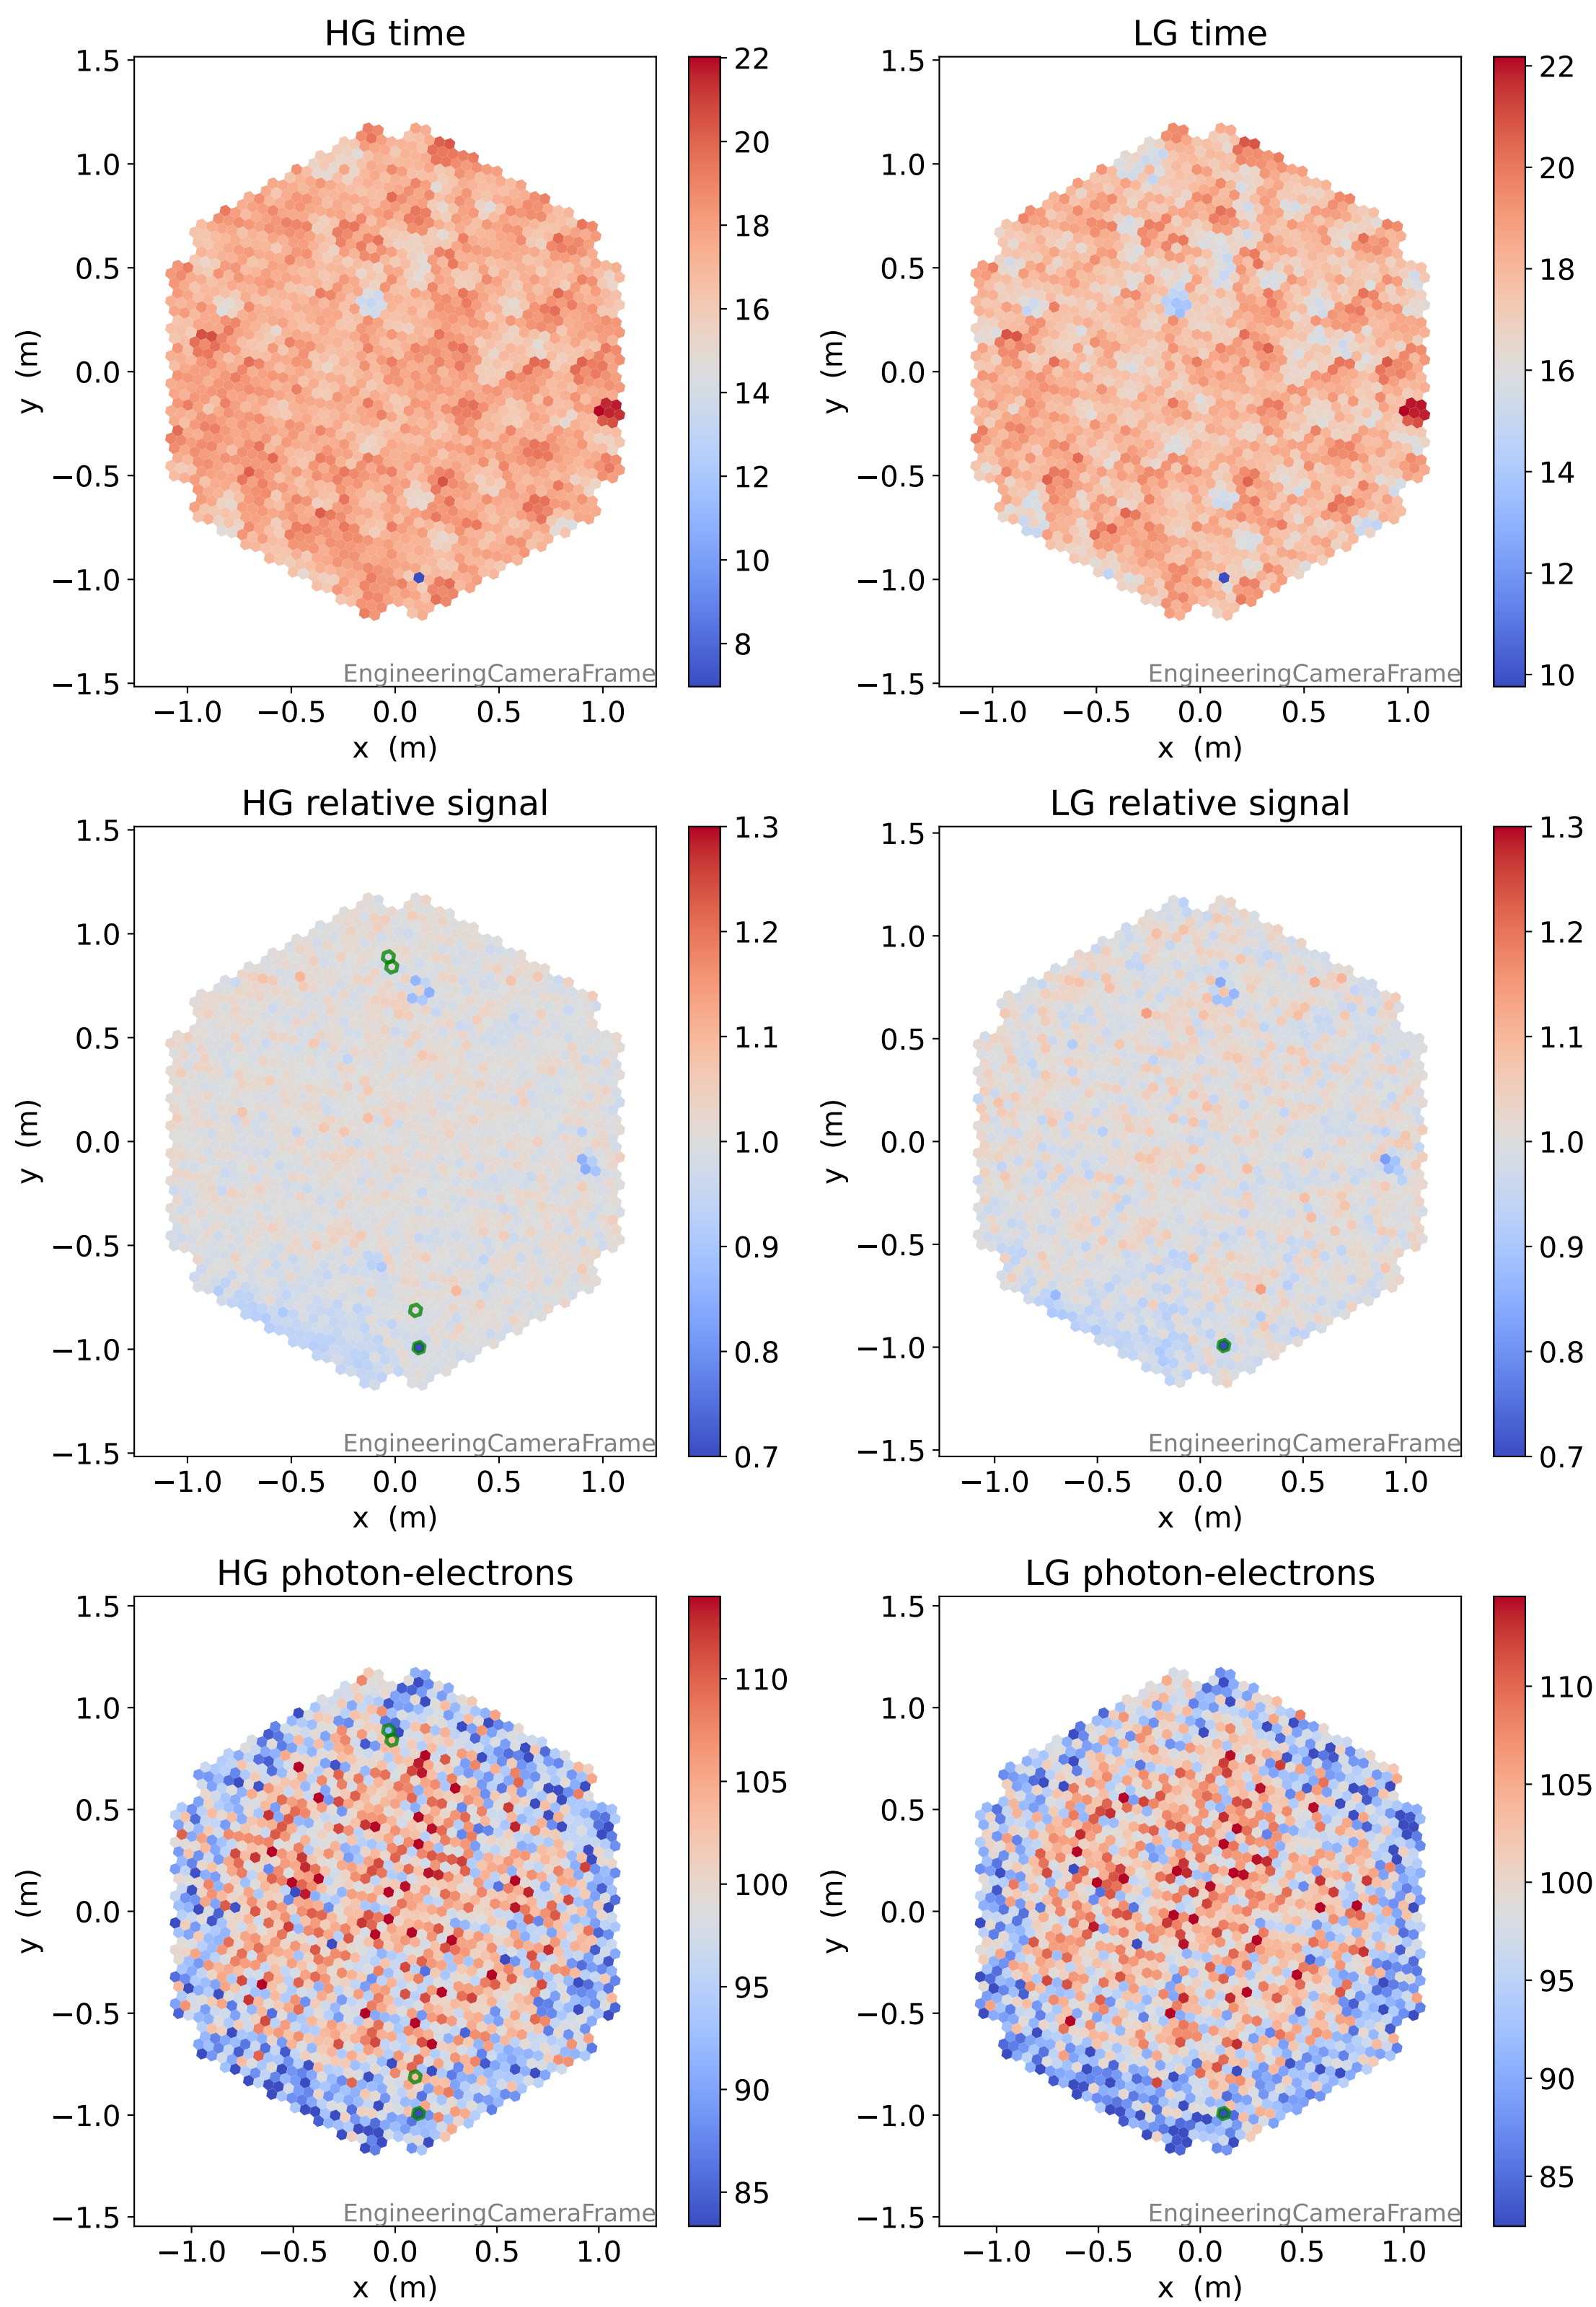 HG time
1.5
1.0
0.5
0.0
−0.5
−1.0
−1.5
y (m)
−1.0 −0.5 0.0 0.5 1.0
x (m)
EngineeringCameraFrame
22
20
18
16
14
12
10
8
LG time
1.5
1.0
0.5
0.0
−0.5
−1.0
−1.5
y (m)
−1.0 −0.5 0.0 0.5 1.0
x (m)
EngineeringCameraFrame
22
20
18
16
14
12
10
HG relative signal
1.5
1.0
0.5
0.0
−0.5
−1.0
−1.5
y (m)
−1.0 −0.5 0.0 0.5 1.0
x (m)
EngineeringCameraFrame
1.3
1.2
1.1
1.0
0.9
0.8
0.7
LG relative signal
1.5
1.0
0.5
0.0
−0.5
−1.0
−1.5
y (m)
−1.0 −0.5 0.0 0.5 1.0
x (m)
EngineeringCameraFrame
1.3
1.2
1.1
1.0
0.9
0.8
0.7
HG photon-electrons
1.5
1.0
0.5
0.0
−0.5
−1.0
−1.5
y (m)
−1.0 −0.5 0.0 0.5 1.0
x (m)
EngineeringCameraFrame
110
105
100
95
90
85
LG photon-electrons
1.5
1.0
0.5
0.0
−0.5
−1.0
−1.5
y (m)
−1.0 −0.5 0.0 0.5 1.0
x (m)
EngineeringCameraFrame
110
105
100
95
90
85